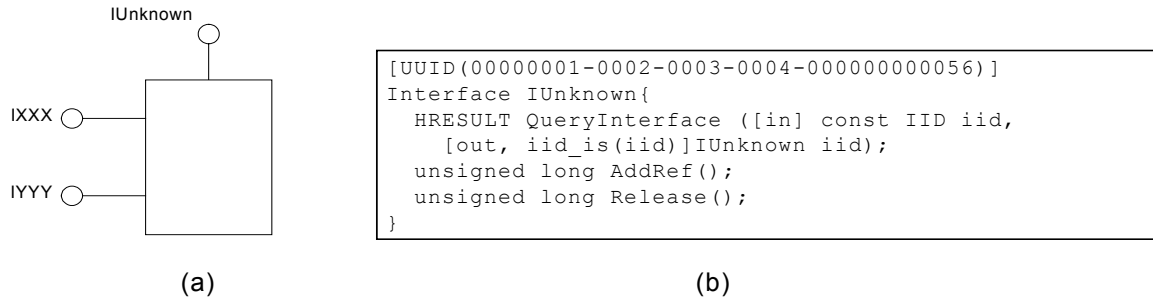 IUnknown
IXXX
IYYY
(a)
[UUID(00000001-0002-0003-0004-000000000056)]
Interface IUnknown{
  HRESULT QueryInterface ([in] const IID iid,
    [out, iid_is(iid)]IUnknown iid);
  unsigned long AddRef();
  unsigned long Release();
}
(b)